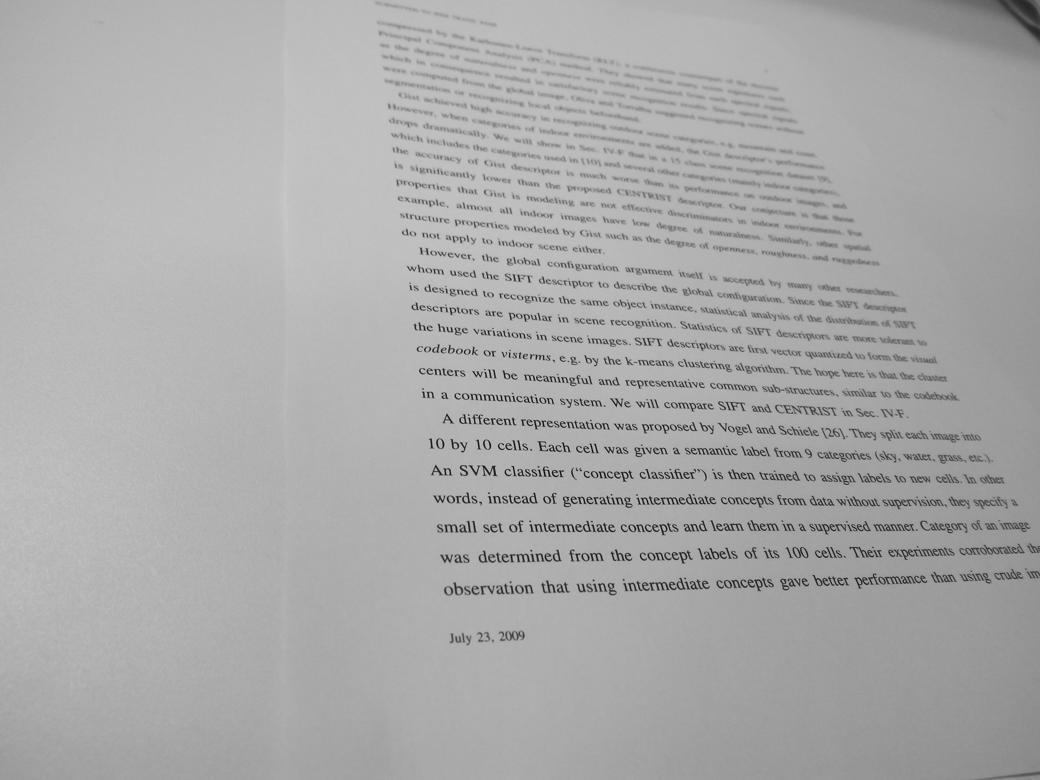 SUBMITTED TO IEEE TRANS. PAMI
compressed by the Karhunen-Loeve Transform (KLT), a continuous counterpart of the discrete
Principal Component Analysis (PCA) method. They showed that many scene signatures such
as the degree of naturalness and openness were reliably estimated from such spectral signals,
which in consequence resulted in satisfactory scene recognition results. Since spectral signals
were computed from the global image, Oliva and Torralba suggested recognizing scenes without
segmentation or recognizing local objects beforehand.
Gist achieved high accuracy in recognizing outdoor scene categories, e.g. mountain and coast.
However, when categories of indoor environments are added, the Gist descriptor's performance
drops dramatically. We will show in Sec. IV-F that in a 15 class scene recognition dataset [9],
which includes the categories used in [10] and several other categories (mainly indoor categories),
the accuracy of Gist descriptor is much worse than its performance on outdoor images, and
is significantly lower than the proposed CENTRIST descriptor. Our conjecture is that those
properties that Gist is modeling are not effective discriminators in indoor environments. For
example, almost all indoor images have low degree of naturalness. Similarly, other spatial
structure properties modeled by Gist such as the degree of openness, roughness, and ruggedness
do not apply to indoor scene either.
However, the global configuration argument itself is accepted by many other researchers,
whom used the SIFT descriptor to describe the global configuration. Since the SIFT descriptor
is designed to recognize the same object instance, statistical analysis of the distribution of SIFT
descriptors are popular in scene recognition. Statistics of SIFT descriptors are more tolerant to
the huge variations in scene images. SIFT descriptors are first vector quantized to form the visual
codebook or visterms, e.g. by the k-means clustering algorithm. The hope here is that the cluster
centers will be meaningful and representative common sub-structures, similar to the codebook
in a communication system. We will compare SIFT and CENTRIST in Sec. IV-F.
A different representation was proposed by Vogel and Schiele [26]. They split each image into
10 by 10 cells. Each cell was given a semantic label from 9 categories (sky, water, grass, etc.).
An SVM classifier (“concept classifier”) is then trained to assign labels to new cells. In other
words, instead of generating intermediate concepts from data without supervision, they specify a
small set of intermediate concepts and learn them in a supervised manner. Category of an image
was determined from the concept labels of its 100 cells. Their experiments corroborated the
observation that using intermediate concepts gave better performance than using crude im
July 23, 2009